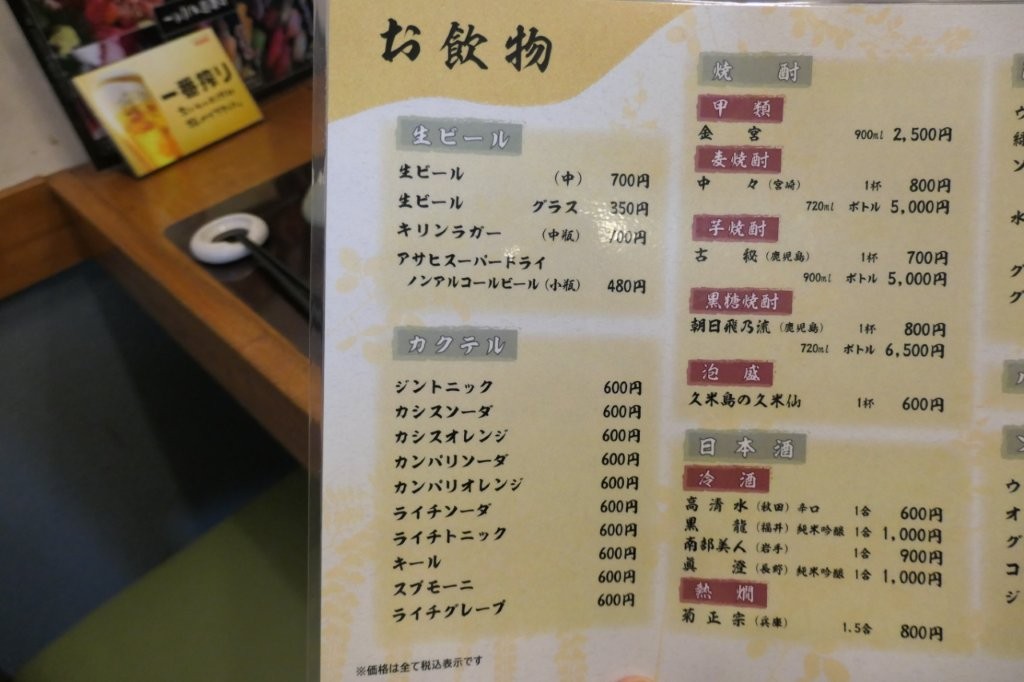 一番搾り
お飲物
生ビール
生ビール （中） 700円
生ビール グラス 350円
キリンラガー （中瓶） 700円
アサヒスーパードライ
ノンアルコールビール（小瓶） 480円
カクテル
ジントニック 600円
カシスソーダ 600円
カシスオレンジ 600円
カンパリソーダ 600円
カンパリオレンジ 600円
ライチソーダ 600円
ライチトニック 600円
キール 600円
スプモーニ 600円
ライチグレープ 600円
※価格は全て税込表示です
焼酎
甲類
金宮 900ml 2,500円
麦焼酎
中々（宮崎） 1杯 800円
720ml ボトル 5,000円
芋焼酎
古秘（鹿児島） 1杯 700円
900ml ボトル 5,000円
黒糖焼酎
朝日飛乃流（鹿児島） 1杯 800円
720ml ボトル 6,500円
泡盛
久米島の久米仙 1杯 600円
日本酒
冷酒
高清水（秋田）辛口 1合 600円
黒龍（福井）純米吟醸 1合 1,000円
南部美人（岩手） 1合 900円
眞澄（長野）純米吟醸 1合 1,000円
熱燗
菊正宗（兵庫） 1.5合 800円